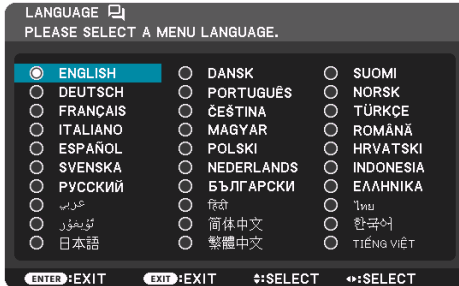 LANGUAGE
PLEASE SELECT A MENU LANGUAGE.
ENGLISH DANSK SUOMI
DEUTSCH PORTUGUÊS NORSK
FRANÇAIS ČEŠTINA TÜRKÇE
ITALIANO MAGYAR ROMÂNĂ
ESPAÑOL POLSKI HRVATSKI
SVENSKA NEDERLANDS INDONESIA
РУССКИЙ БЪЛГАРСКИ ΕΛΛΗΝΙΚΑ
عربي हिंदी ไทย
ئۇيغۇر 简体中文 한국어
日本語 繁體中文 TIẾNG VIỆT
ENTER:EXIT EXIT:EXIT :SELECT :SELECT